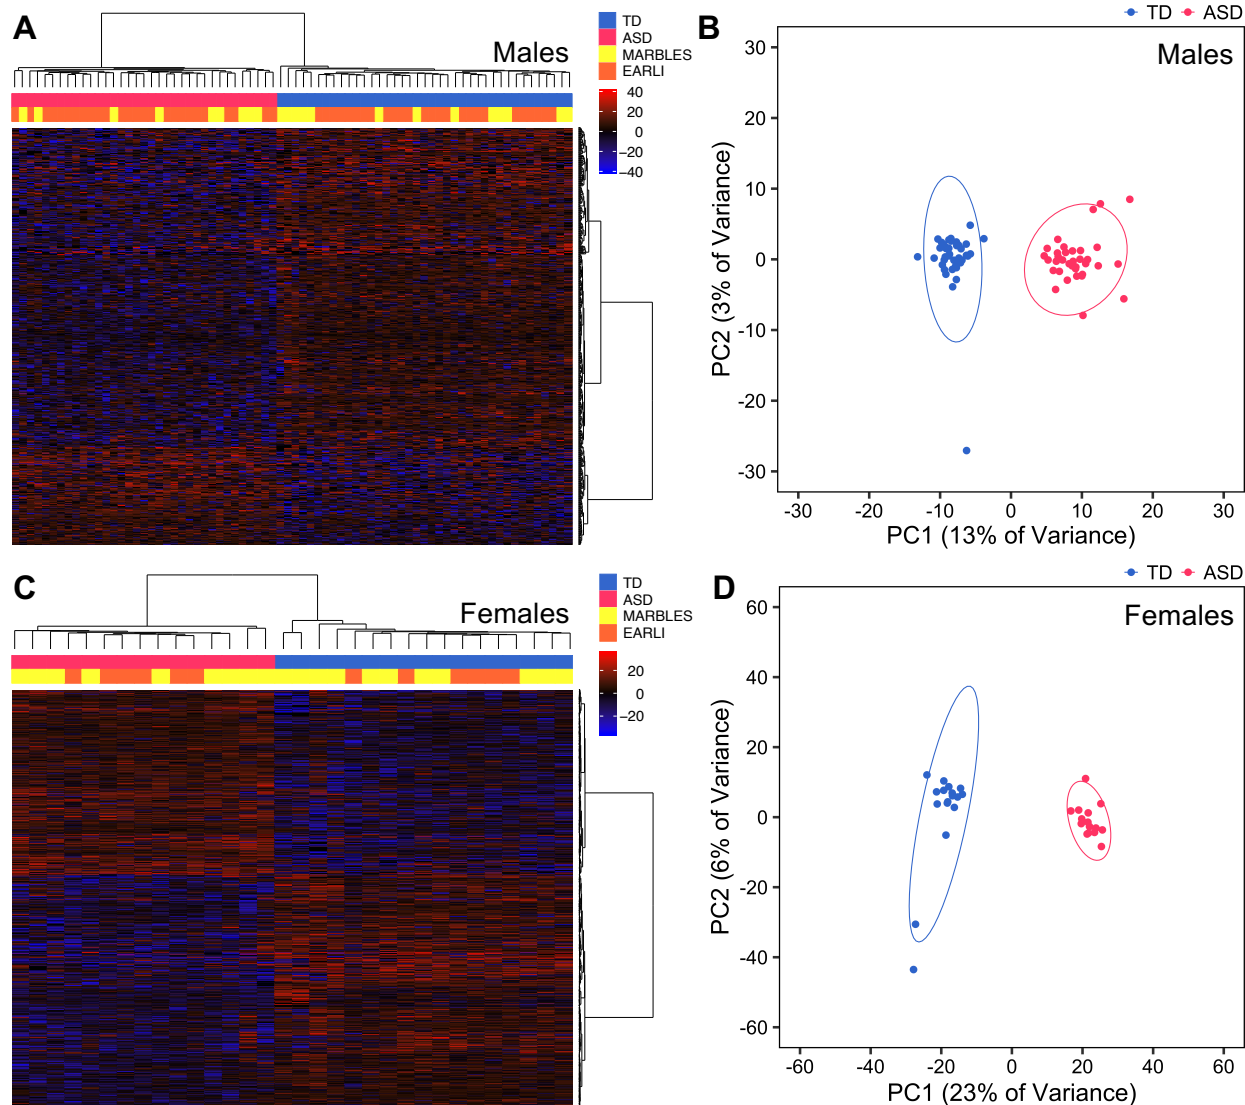 A
Males
TD
ASD
MARBLES
EARLI
40
20
0
−20
−40
B
TD ASD
Males
30
20
10
0
-10
-20
-30
PC2 (3% of Variance)
-30 -20 -10 0 10 20 30
PC1 (13% of Variance)
C
Females
TD
ASD
MARBLES
EARLI
20
0
−20
D
TD ASD
Females
60
40
20
0
-20
-40
-60
PC2 (6% of Variance)
-60 -40 -20 0 20 40 60
PC1 (23% of Variance)